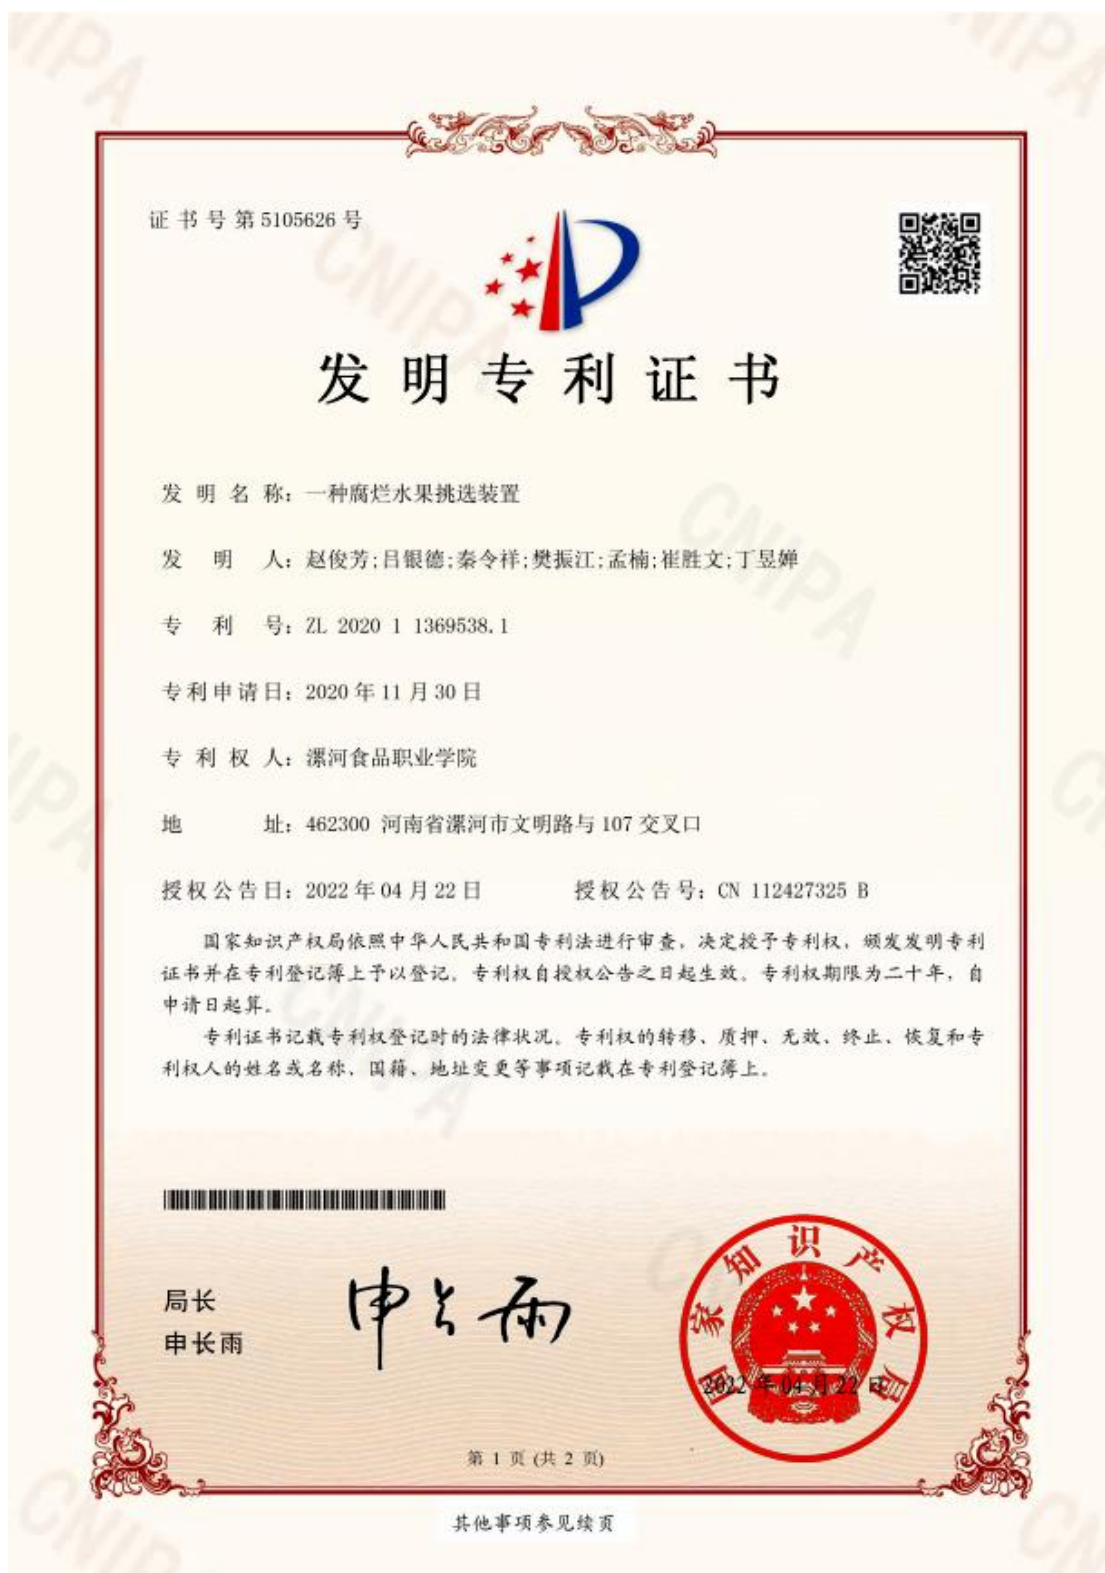 证书号第5105626号
发明专利证书
发明名称：一种腐烂水果挑选装置
发明人：赵俊芳;吕银德;秦令祥;樊振江;孟楠;崔胜文;丁昱婵
专利号：ZL 2020 1 1369538.1
专利申请日：2020年11月30日
专利权人：漯河食品职业学院
地址：462300 河南省漯河市文明路与107交叉口
授权公告日：2022年04月22日 授权公告号：CN 112427325 B
国家知识产权局依照中华人民共和国专利法进行审查，决定授予专利权，颁发发明专利
证书并在专利登记簿上予以登记。专利权自授权公告之日起生效。专利权期限为二十年，自
申请日起算。
专利证书记载专利权登记时的法律状况。专利权的转移、质押、无效、终止、恢复和专
利权人的姓名或名称、国籍、地址变更等事项记载在专利登记簿上。
局长
申长雨
申长雨
国家知识产权局
2022年04月22日
第 1 页 (共 2 页)
其他事项参见续页
CNIPA
CNIPA
CNIPA
CNIPA
CNIPA